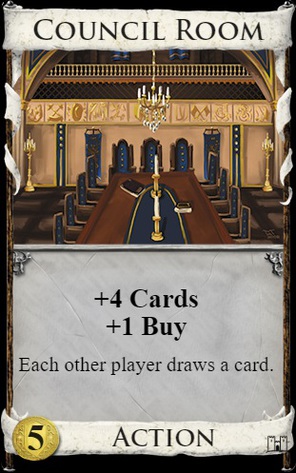 COUNCIL ROOM
+4 Cards
+1 Buy
Each other player draws a card.
5
ACTION